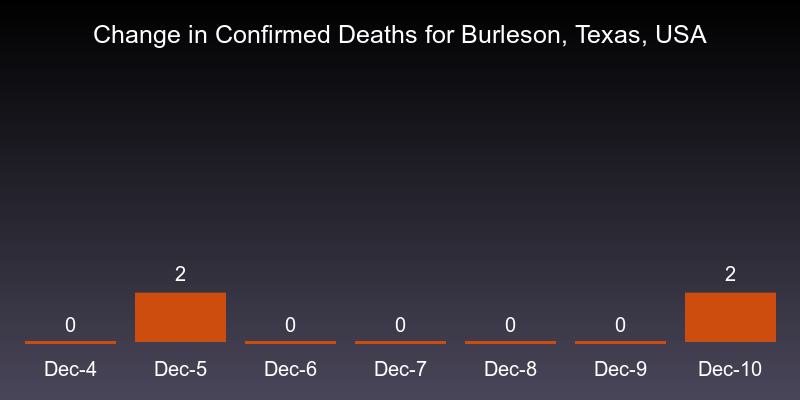 Change in Confirmed Deaths for Burleson, Texas, USA
0 2 0 0 0 0 2
Dec-4 Dec-5 Dec-6 Dec-7 Dec-8 Dec-9 Dec-10